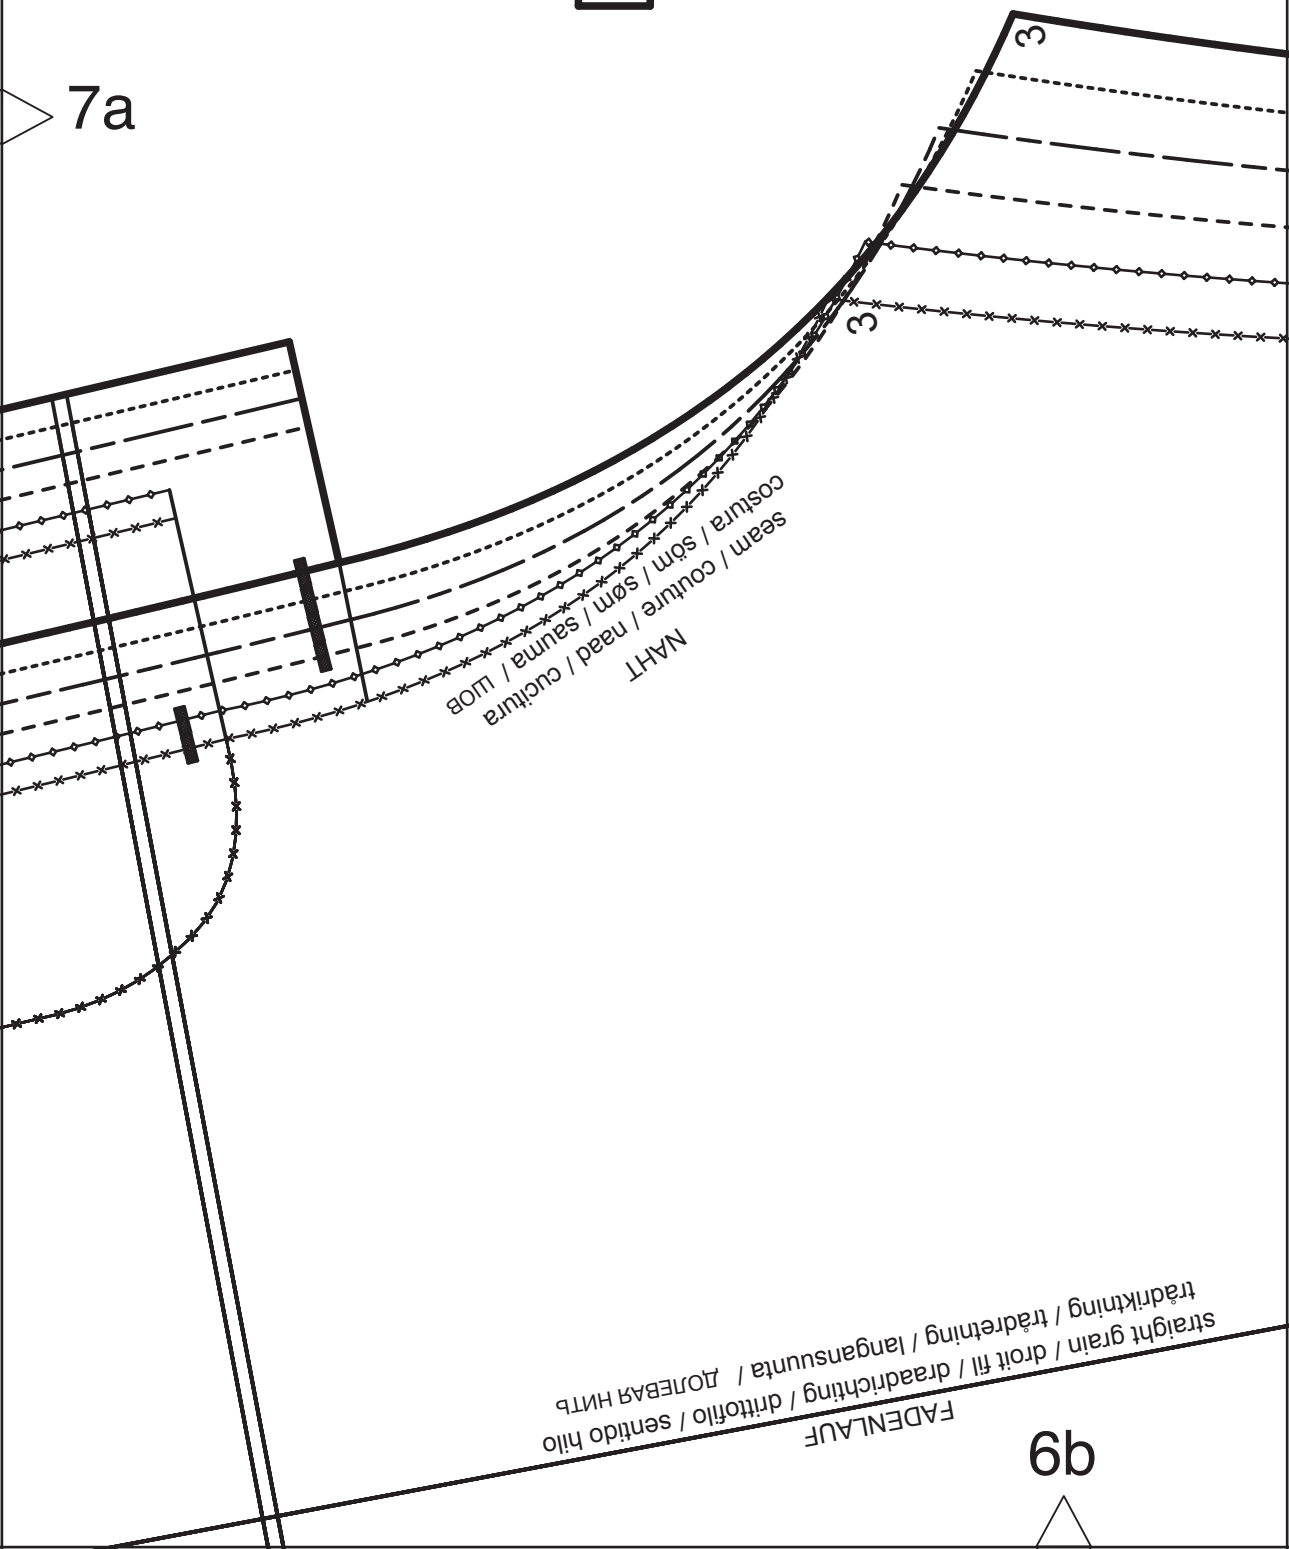 3
7a
3
NAHT
seam / couture / naad / cucitura
costura / söm / søm / sauma / ШОВ
FADENLAUF
straight grain / droit fil / draadrichting / drittofilo / sentido hilo
trådriktning / trådretning / langansuunta / ДОЛЕВАЯ НИТЬ
6b